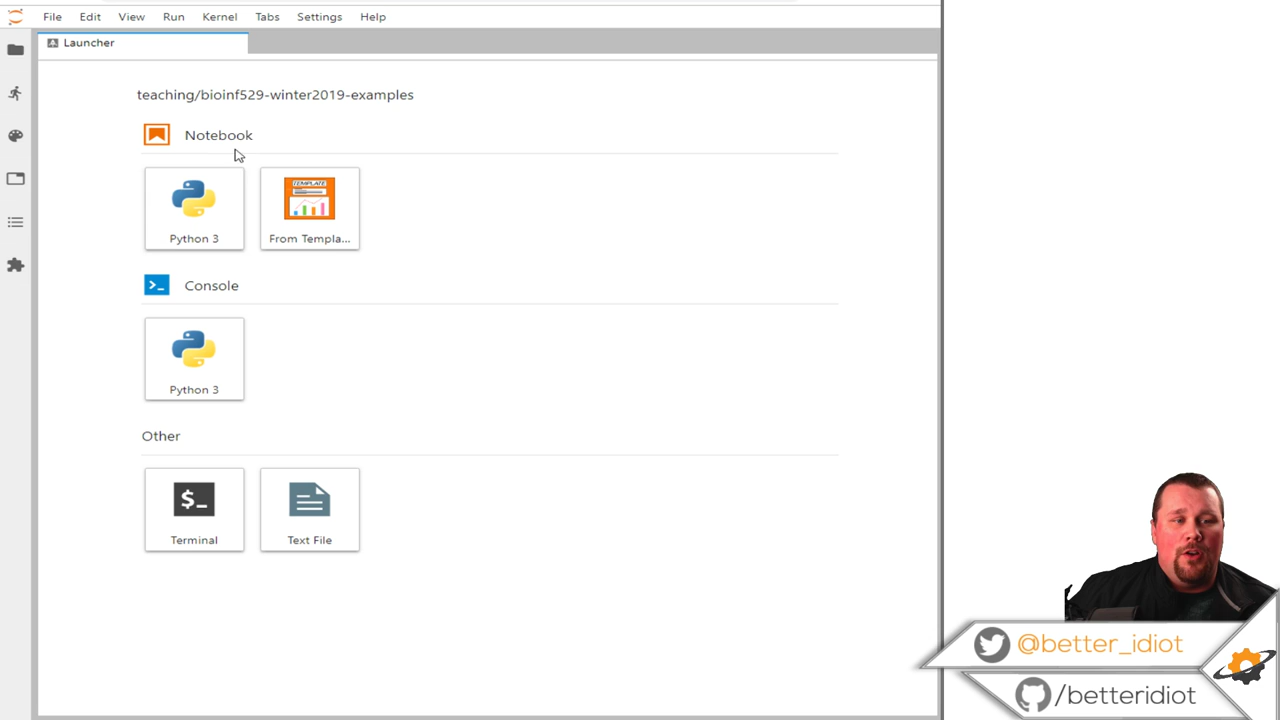 File Edit View Run Kernel Tabs Settings Help
Launcher
teaching/bioinf529-winter2019-examples
Notebook
TEMPLATE
Python 3
From Templa...
Console
>_
Python 3
Other
$_
Terminal
Text File
@better_idiot
/betteridiot